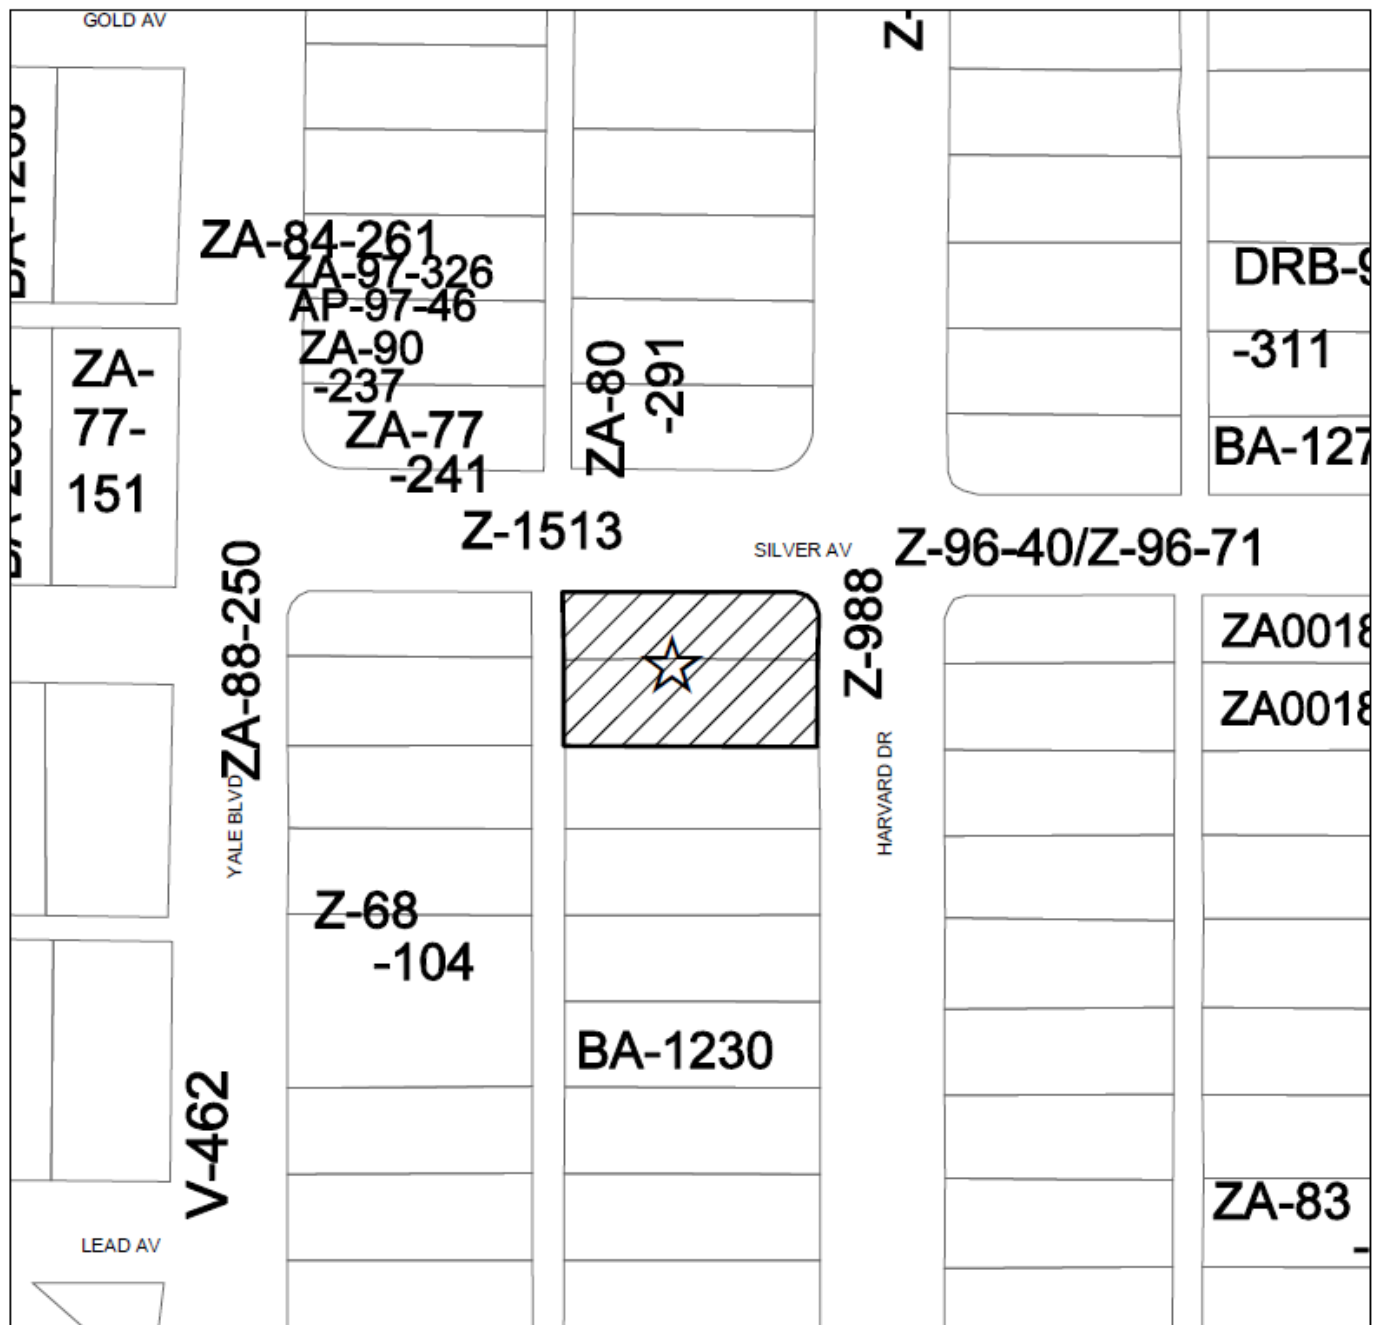 GOLD AV
Z-
ZA-84-261
ZA-97-326
AP-97-46
ZA-90
-237
ZA-77
-241
ZA-80
-291
DRB-9
-311
BA-127
ZA-
77-
151
Z-1513
SILVER AV
Z-96-40/Z-96-71
ZA-88-250
Z-988
ZA0018
ZA0018
YALE BLVD
HARVARD DR
Z-68
-104
BA-1230
V-462
ZA-83
-
LEAD AV